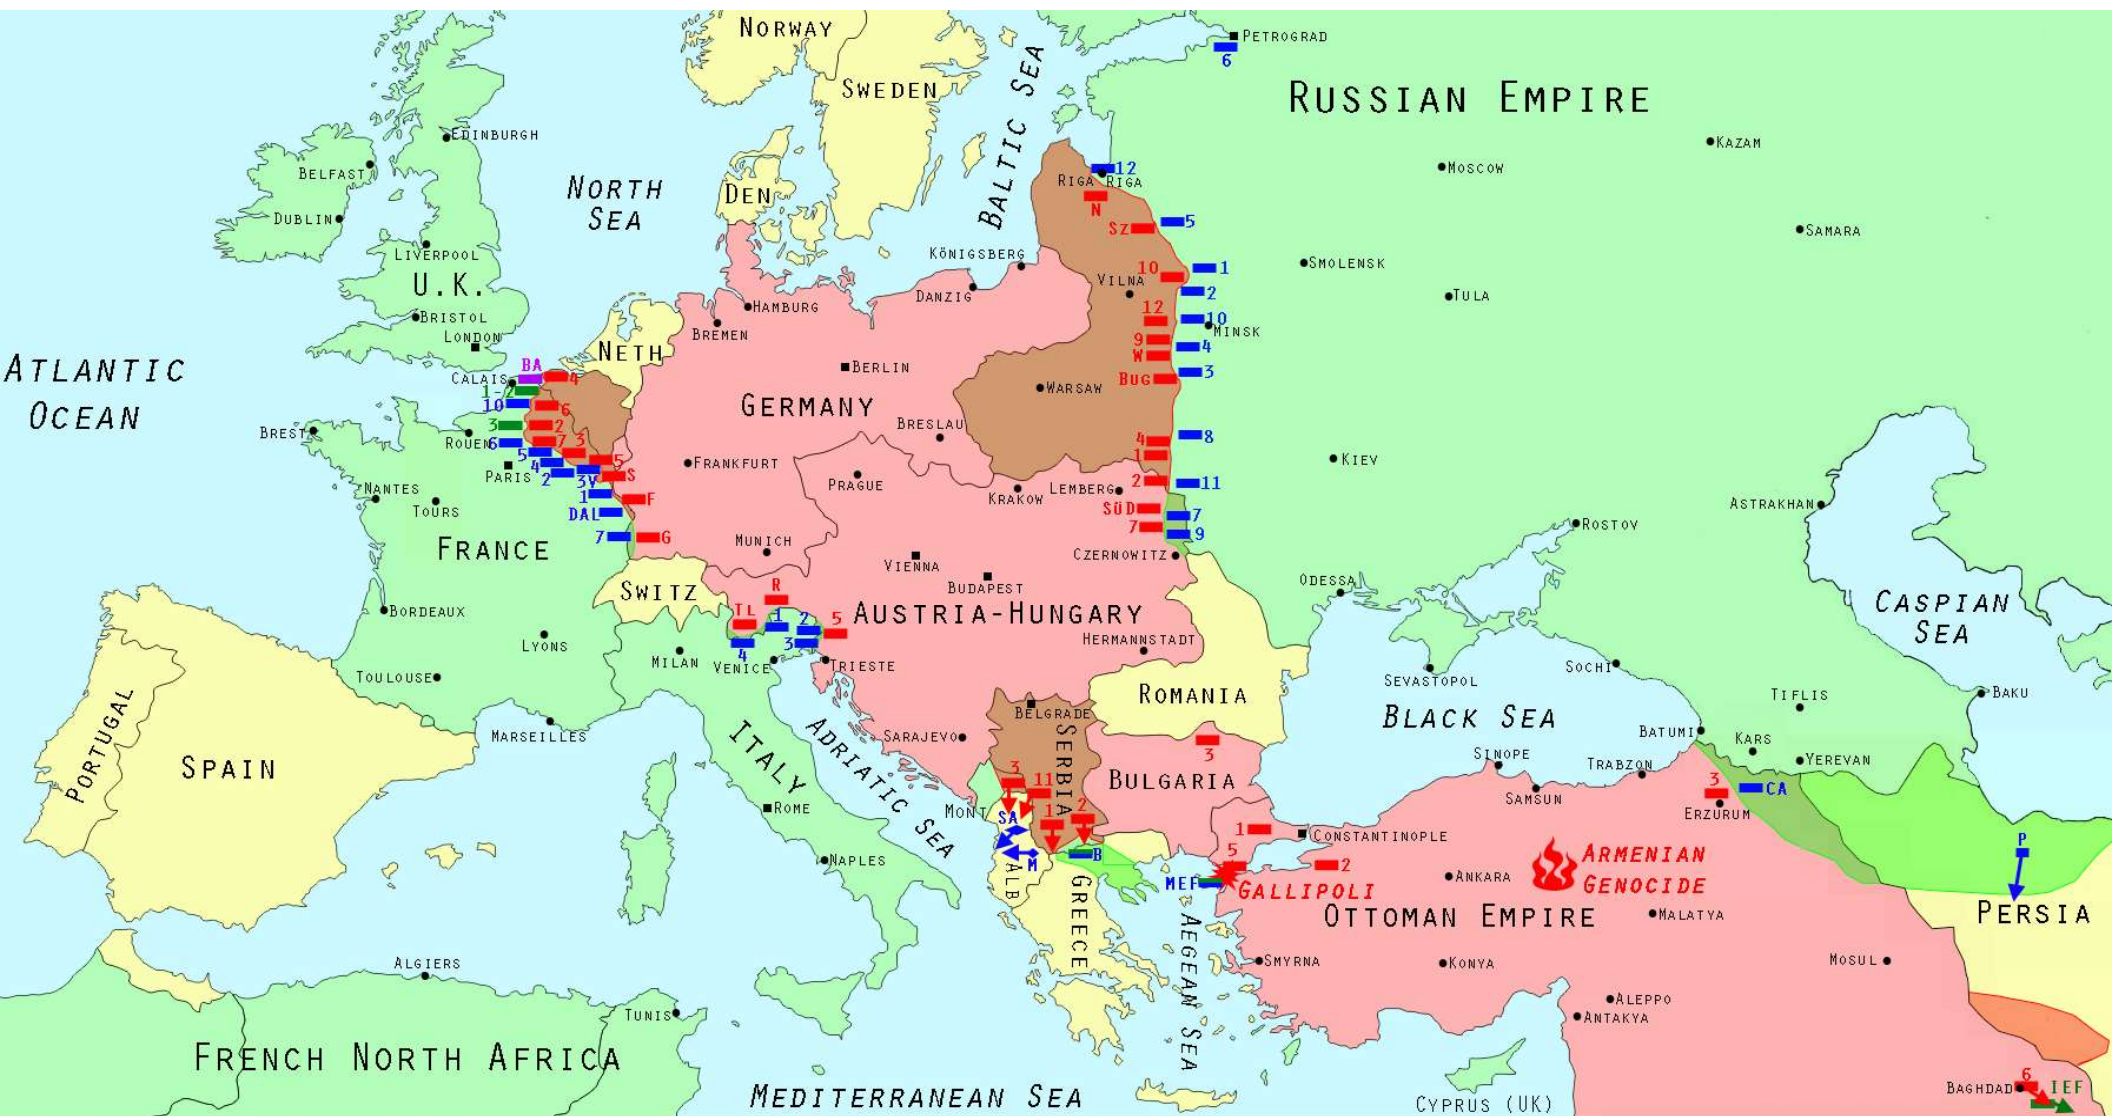 NORWAY
SWEDEN
BALTIC SEA
PETROGRAD
6
RUSSIAN EMPIRE
EDINBURGH
BELFAST
DUBLIN
LIVERPOOL
U.K.
BRISTOL
LONDON
NORTH
SEA
DEN
12
RIGA
RIGA
N
SZ
5
KAZAM
MOSCOW
SAMARA
SMOLENSK
TULA
KÖNIGSBERG
DANZIG
VILNA
10
1
2
12
10
MINSK
9
4
W
3
BUG
HAMBURG
BREMEN
NETH
BERLIN
WARSAW
GERMANY
BRESLAU
ATLANTIC
OCEAN
BA
CALAIS
4
1-2
10
6
3
2
ROUEN
6
7
3
5
5
4
PARIS
2
3V
S
1
F
DAL
7
G
BREST
NANTES
TOURS
FRANCE
FRANKFURT
PRAGUE
KRAKOW
LEMBERG
4
8
1
2
11
SÜD
7
7
9
CZERNOWITZ
KIEV
ASTRAKHAN
ROSTOV
MUNICH
VIENNA
BUDAPEST
SWITZ
AUSTRIA-HUNGARY
HERMANNSTADT
ODESSA
R
TL
1
2
5
4
3
BORDEAUX
LYONS
MILAN
VENICE
TRIESTE
TOULOUSE
CASPIAN
SEA
SOCHI
SEVASTOPOL
ROMANIA
BELGRADE
SERBIA
BLACK SEA
TIFLIS
BAKU
PORTUGAL
SPAIN
MARSEILLES
ITALY
ADRIATIC SEA
SARAJEVO
3
BULGARIA
BATUMI
KARS
SINOPE
TRABZON
YEREVAN
SAMSUN
3
CA
ERZURUM
ROME
MONT
3
11
SA
1
2
M
B
ALB
GREECE
1
CONSTANTINOPLE
5
2
MEF
GALLIPOLI
ANKARA
ARMENIAN
GENOCIDE
P
NAPLES
OTTOMAN EMPIRE
MALATYA
PERSIA
AEGEAN SEA
SMYRNA
KONYA
MOSUL
ALGIERS
TUNIS
ALEPPO
ANTAKYA
FRENCH NORTH AFRICA
MEDITERRANEAN SEA
CYPRUS (UK)
BAGHDAD
6
IEF